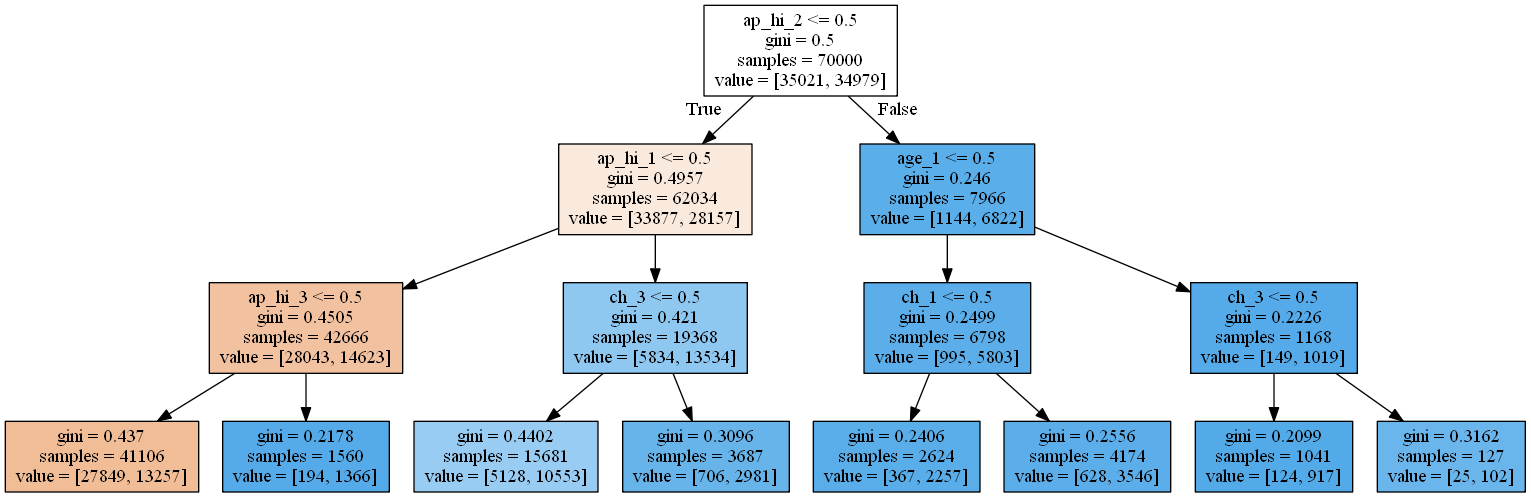 ap_hi_2 <= 0.5
gini = 0.5
samples = 70000
value = [35021, 34979]
True
False
ap_hi_1 <= 0.5
gini = 0.4957
samples = 62034
value = [33877, 28157]
age_1 <= 0.5
gini = 0.246
samples = 7966
value = [1144, 6822]
ap_hi_3 <= 0.5
gini = 0.4505
samples = 42666
value = [28043, 14623]
ch_3 <= 0.5
gini = 0.421
samples = 19368
value = [5834, 13534]
ch_1 <= 0.5
gini = 0.2499
samples = 6798
value = [995, 5803]
ch_3 <= 0.5
gini = 0.2226
samples = 1168
value = [149, 1019]
gini = 0.437
samples = 41106
value = [27849, 13257]
gini = 0.2178
samples = 1560
value = [194, 1366]
gini = 0.4402
samples = 15681
value = [5128, 10553]
gini = 0.3096
samples = 3687
value = [706, 2981]
gini = 0.2406
samples = 2624
value = [367, 2257]
gini = 0.2556
samples = 4174
value = [628, 3546]
gini = 0.2099
samples = 1041
value = [124, 917]
gini = 0.3162
samples = 127
value = [25, 102]